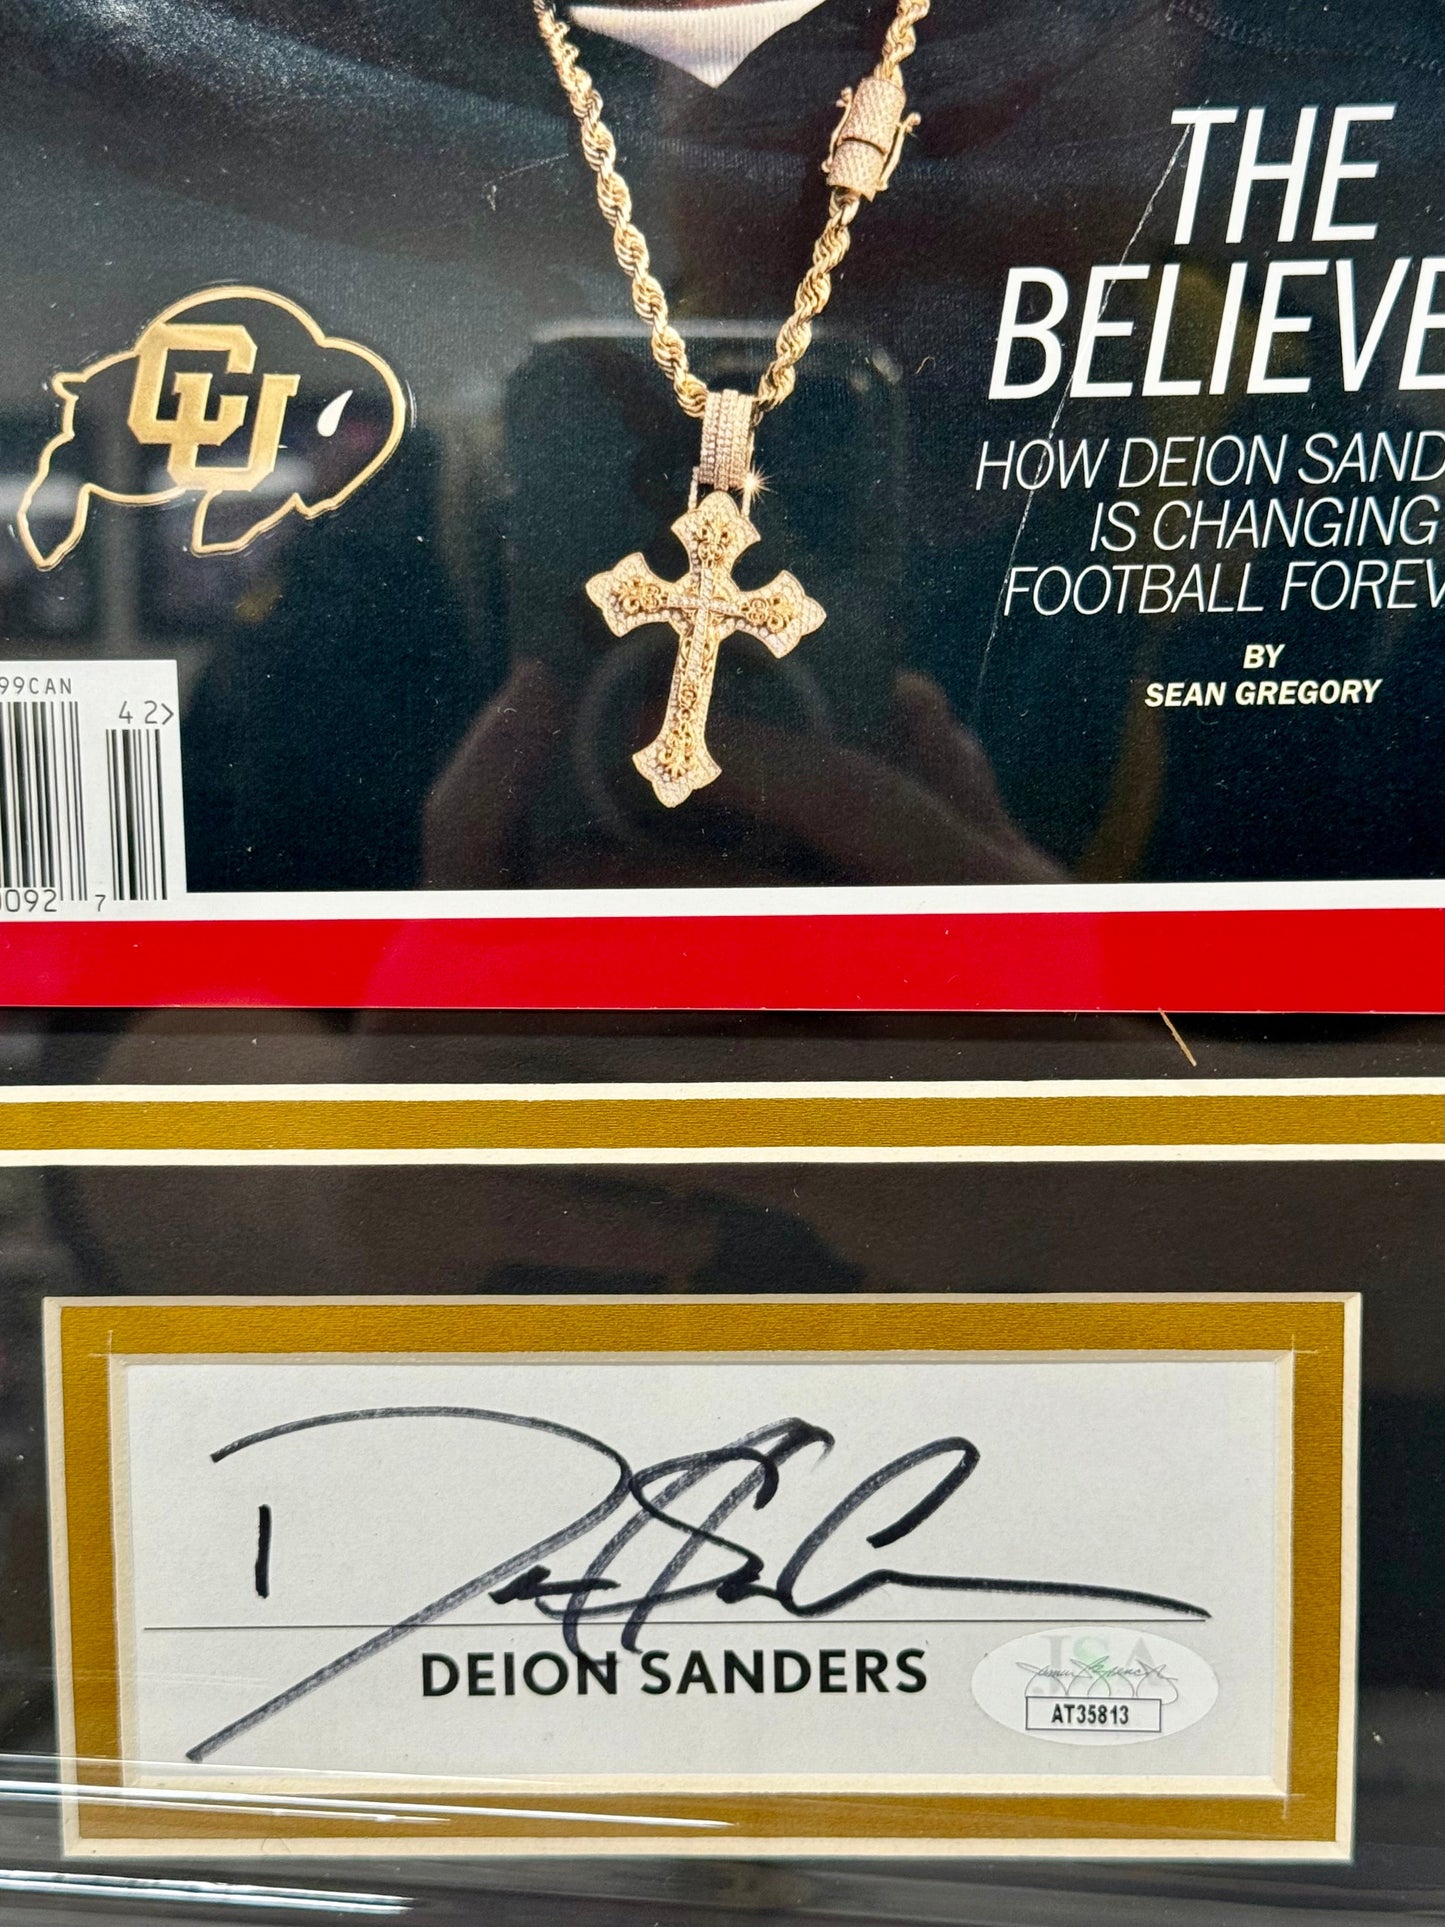 THE
BELIEVE
HOW DEION SAND
IS CHANGING
FOOTBALL FOREV
BY
SEAN GREGORY
CU
99CAN
42>
092 7
DEION SANDERS
JSA
AT35813